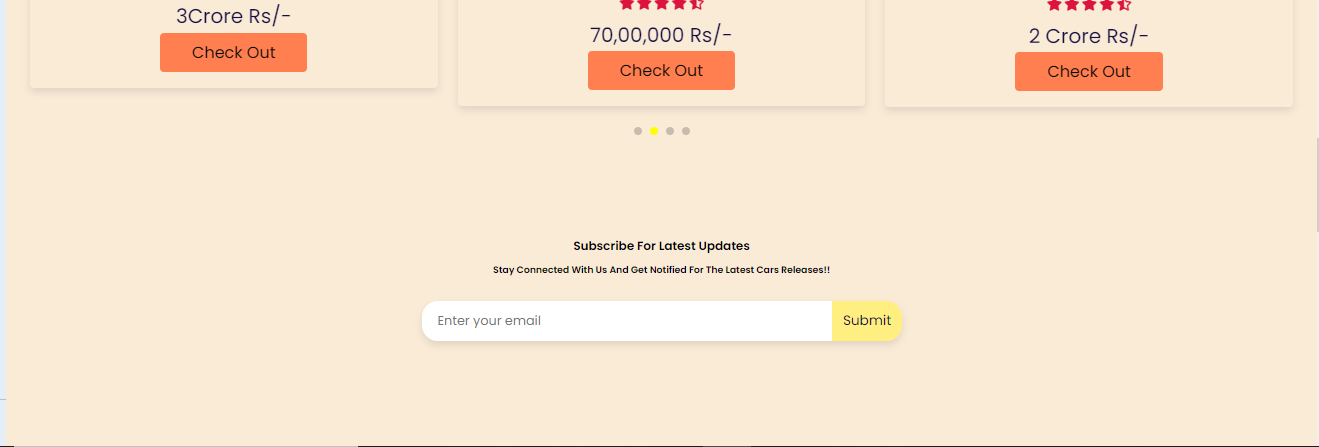 3Crore Rs/-
Check Out
70,00,000 Rs/-
Check Out
2 Crore Rs/-
Check Out
Subscribe For Latest Updates
Stay Connected With Us And Get Notified For The Latest Cars Releases!!
Enter your email
Submit